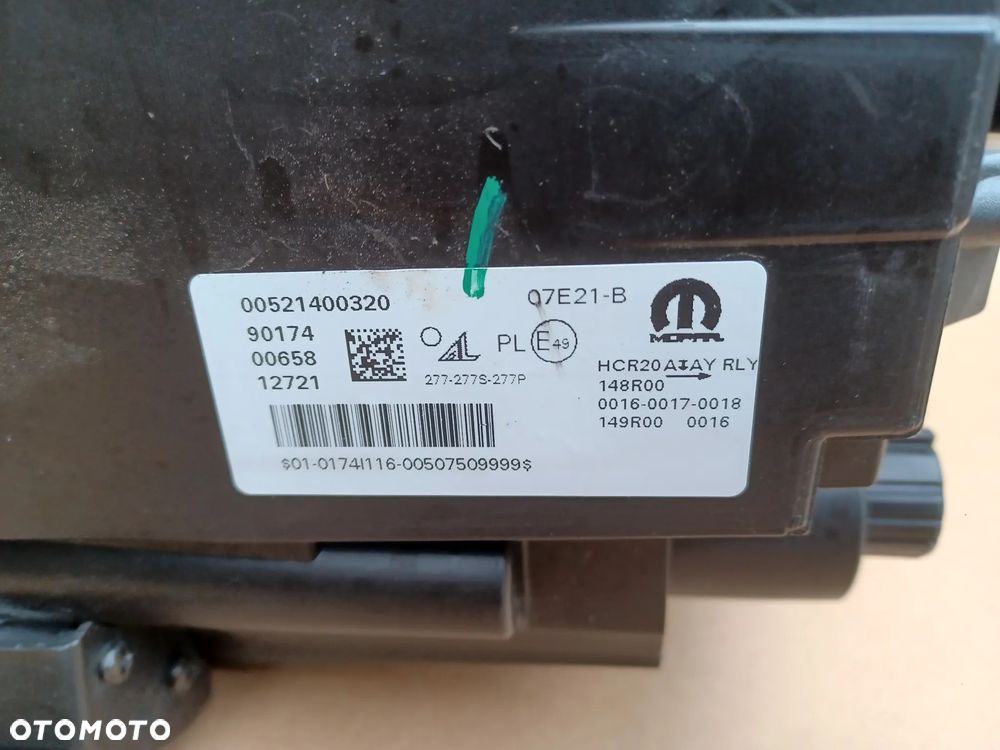 00521400320
90174
00658
12721
277-277S-277P
PL E49
07E21-B
MOPAR
HCR20 RLY
148R00
0016-0017-0018
149R00 0016
$01-0174I116-00507509999$
OTOMOTO